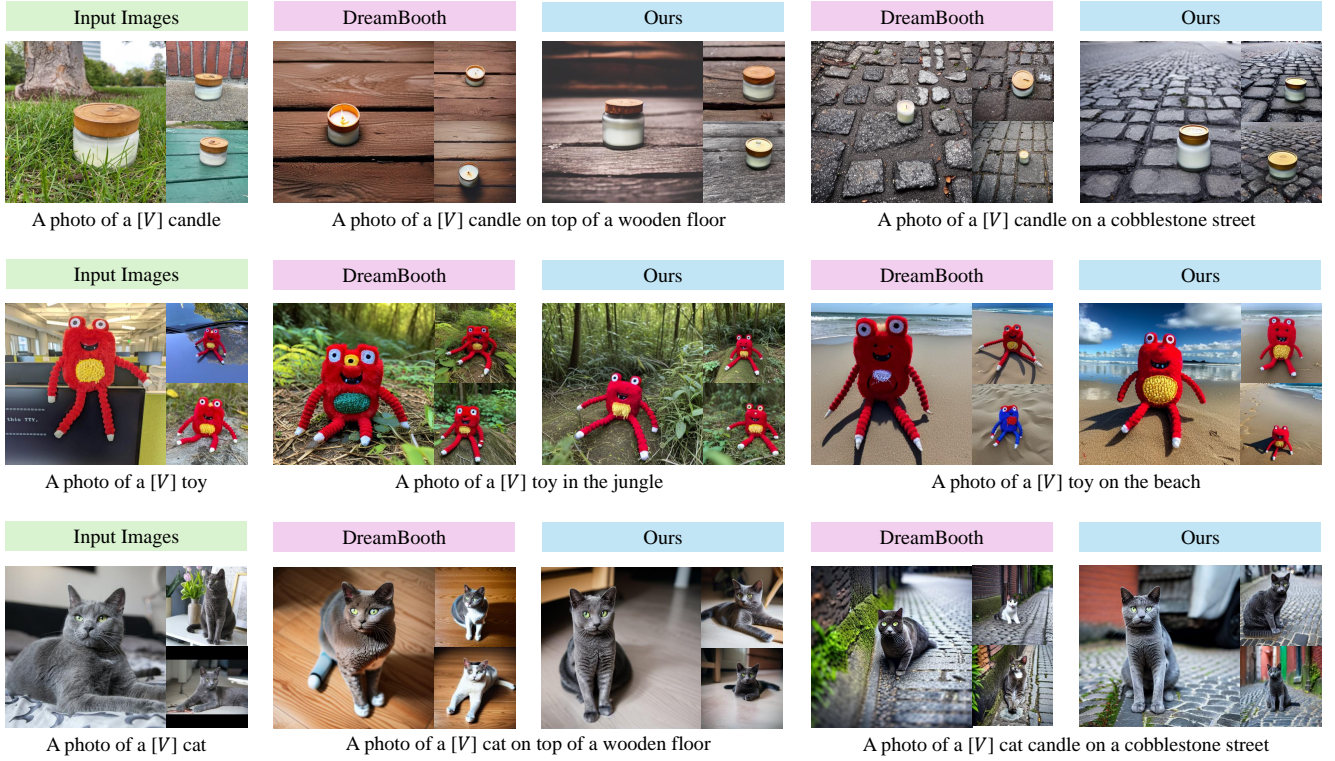 Input Images
DreamBooth
Ours
DreamBooth
Ours
A photo of a [V] candle
A photo of a [V] candle on top of a wooden floor
A photo of a [V] candle on a cobblestone street
Input Images
DreamBooth
Ours
DreamBooth
Ours
this TTY.
A photo of a [V] toy
A photo of a [V] toy in the jungle
A photo of a [V] toy on the beach
Input Images
DreamBooth
Ours
DreamBooth
Ours
A photo of a [V] cat
A photo of a [V] cat on top of a wooden floor
A photo of a [V] cat candle on a cobblestone street